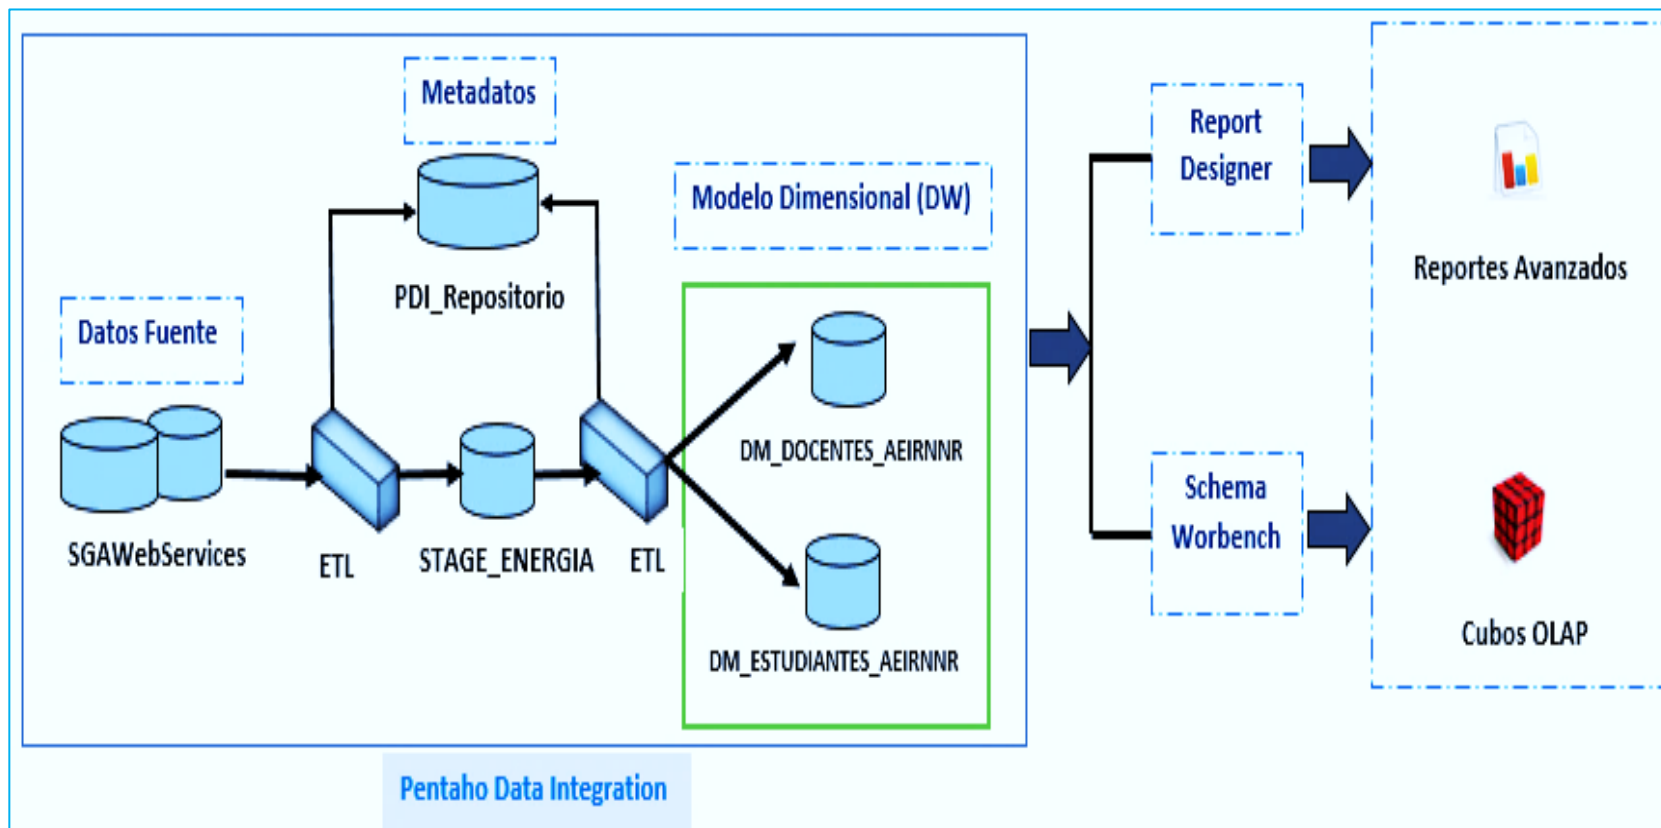 Metadatos
PDI_Repositorio
Modelo Dimensional (DW)
Datos Fuente
SGAWebServices
ETL
STAGE_ENERGIA
ETL
DM_DOCENTES_AEIRNNR
DM_ESTUDIANTES_AEIRNNR
Pentaho Data Integration
Report
Designer
Schema
Worbench
Reportes Avanzados
Cubos OLAP